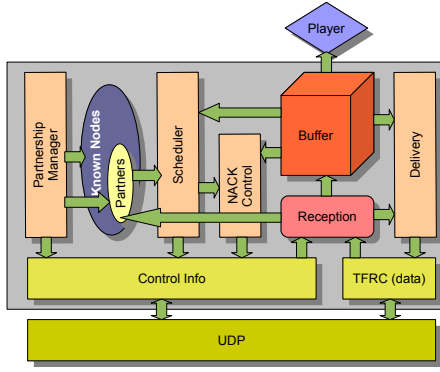 Player
Partnership
Manager
Known Nodes
Partners
Scheduler
NACK
Control
Buffer
Delivery
Reception
Control Info
TFRC (data)
UDP